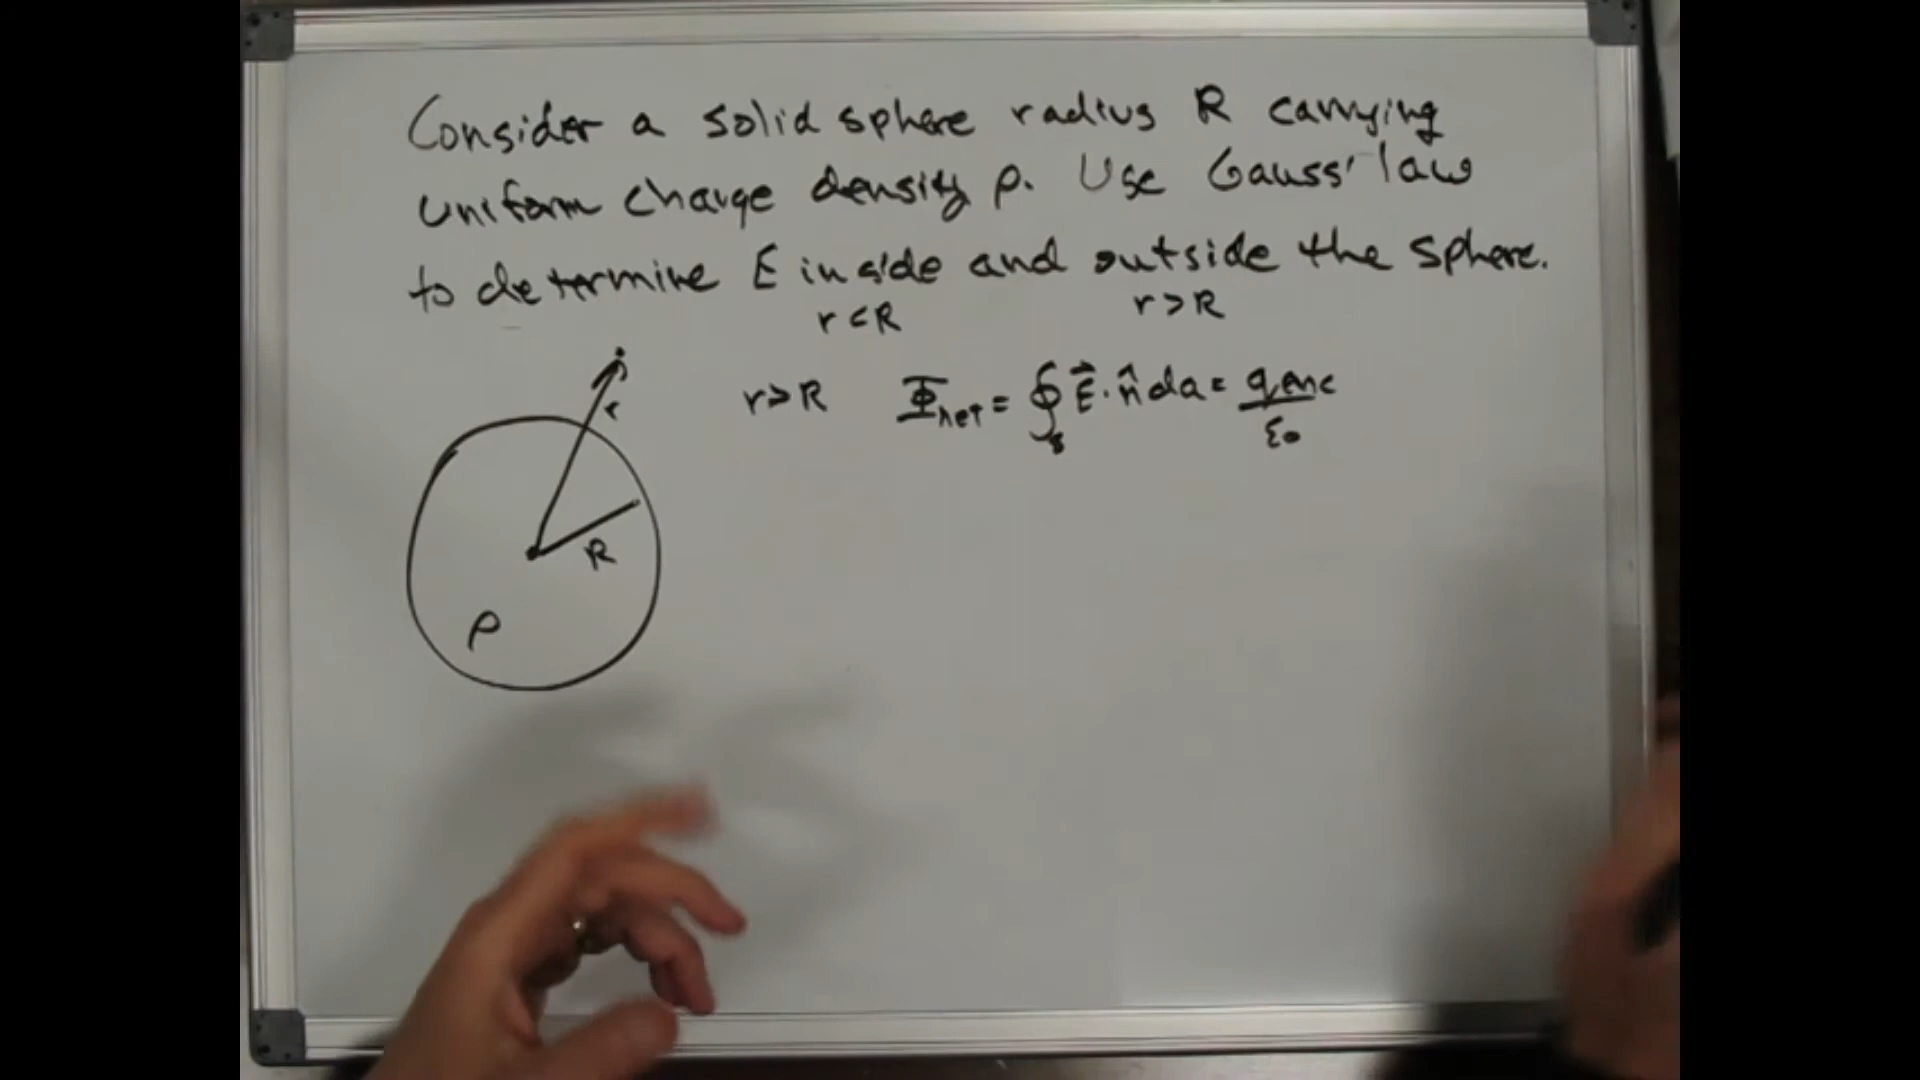 Consider a solid sphere radius R carrying
uniform charge density ρ. Use Gauss' law
to determine E inside and outside the sphere.
r<R r>R
r>R Φnet = ∮s E⃗ · n̂ da = qenc/ε0
r
R
ρ